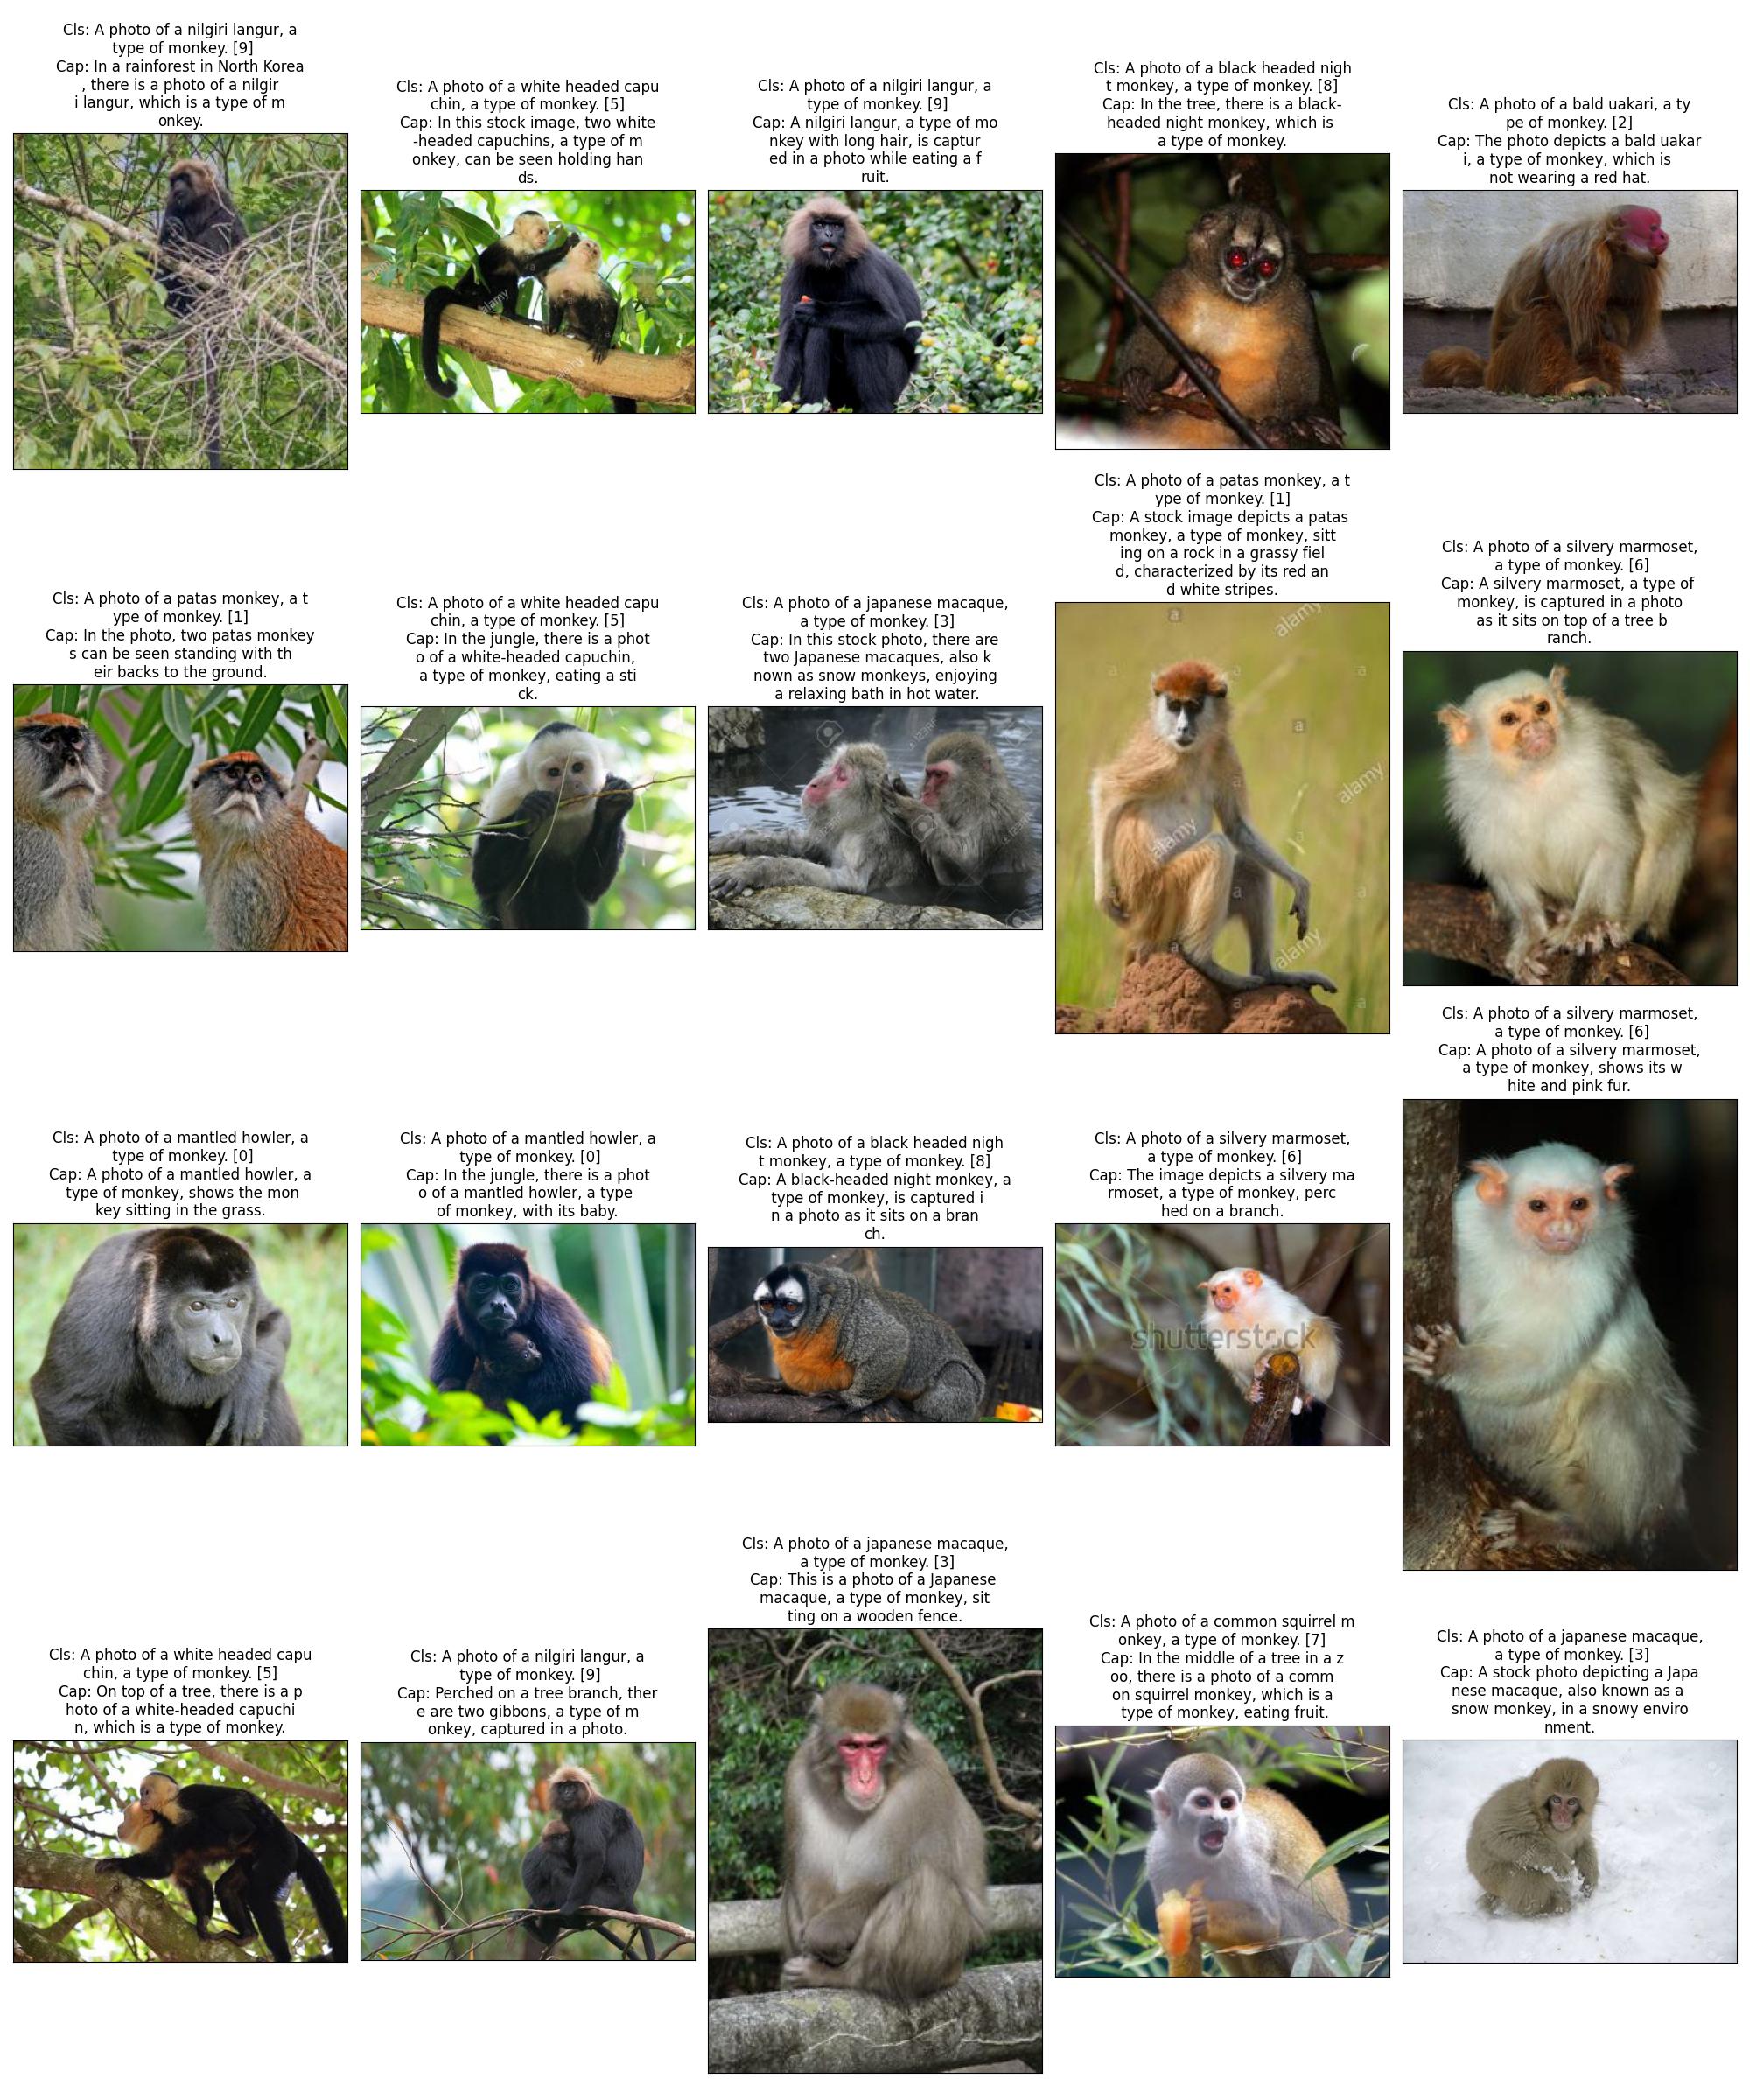 Cls: A photo of a nilgiri langur, a
type of monkey. [9]
Cap: In a rainforest in North Korea
, there is a photo of a nilgir
i langur, which is a type of m
onkey.
Cls: A photo of a white headed capu
chin, a type of monkey. [5]
Cap: In this stock image, two white
-headed capuchins, a type of m
onkey, can be seen holding han
ds.
alamy
Cls: A photo of a nilgiri langur, a
type of monkey. [9]
Cap: A nilgiri langur, a type of mo
nkey with long hair, is captur
ed in a photo while eating a f
ruit.
Cls: A photo of a black headed nigh
t monkey, a type of monkey. [8]
Cap: In the tree, there is a black-
headed night monkey, which is
a type of monkey.
Cls: A photo of a bald uakari, a ty
pe of monkey. [2]
Cap: The photo depicts a bald uakar
i, a type of monkey, which is
not wearing a red hat.
Cls: A photo of a patas monkey, a t
ype of monkey. [1]
Cap: In the photo, two patas monkey
s can be seen standing with th
eir backs to the ground.
Cls: A photo of a white headed capu
chin, a type of monkey. [5]
Cap: In the jungle, there is a phot
o of a white-headed capuchin,
a type of monkey, eating a sti
ck.
Cls: A photo of a japanese macaque,
a type of monkey. [3]
Cap: In this stock photo, there are
two Japanese macaques, also k
nown as snow monkeys, enjoying
a relaxing bath in hot water.
Cls: A photo of a patas monkey, a t
ype of monkey. [1]
Cap: A stock image depicts a patas
monkey, a type of monkey, sitt
ing on a rock in a grassy fiel
d, characterized by its red an
d white stripes.
alamy
alamy
alamy
alamy
Cls: A photo of a silvery marmoset,
a type of monkey. [6]
Cap: A silvery marmoset, a type of
monkey, is captured in a photo
as it sits on top of a tree b
ranch.
Cls: A photo of a mantled howler, a
type of monkey. [0]
Cap: A photo of a mantled howler, a
type of monkey, shows the mon
key sitting in the grass.
Cls: A photo of a mantled howler, a
type of monkey. [0]
Cap: In the jungle, there is a phot
o of a mantled howler, a type
of monkey, with its baby.
Cls: A photo of a black headed nigh
t monkey, a type of monkey. [8]
Cap: A black-headed night monkey, a
type of monkey, is captured i
n a photo as it sits on a bran
ch.
Cls: A photo of a silvery marmoset,
a type of monkey. [6]
Cap: The image depicts a silvery ma
rmoset, a type of monkey, perc
hed on a branch.
shutterstock
Cls: A photo of a silvery marmoset,
a type of monkey. [6]
Cap: A photo of a silvery marmoset,
a type of monkey, shows its w
hite and pink fur.
Cls: A photo of a white headed capu
chin, a type of monkey. [5]
Cap: On top of a tree, there is a p
hoto of a white-headed capuchi
n, which is a type of monkey.
Cls: A photo of a nilgiri langur, a
type of monkey. [9]
Cap: Perched on a tree branch, ther
e are two gibbons, a type of m
onkey, captured in a photo.
Cls: A photo of a japanese macaque,
a type of monkey. [3]
Cap: This is a photo of a Japanese
macaque, a type of monkey, sit
ting on a wooden fence.
Cls: A photo of a common squirrel m
onkey, a type of monkey. [7]
Cap: In the middle of a tree in a z
oo, there is a photo of a comm
on squirrel monkey, which is a
type of monkey, eating fruit.
Cls: A photo of a japanese macaque,
a type of monkey. [3]
Cap: A stock photo depicting a Japa
nese macaque, also known as a
snow monkey, in a snowy enviro
nment.